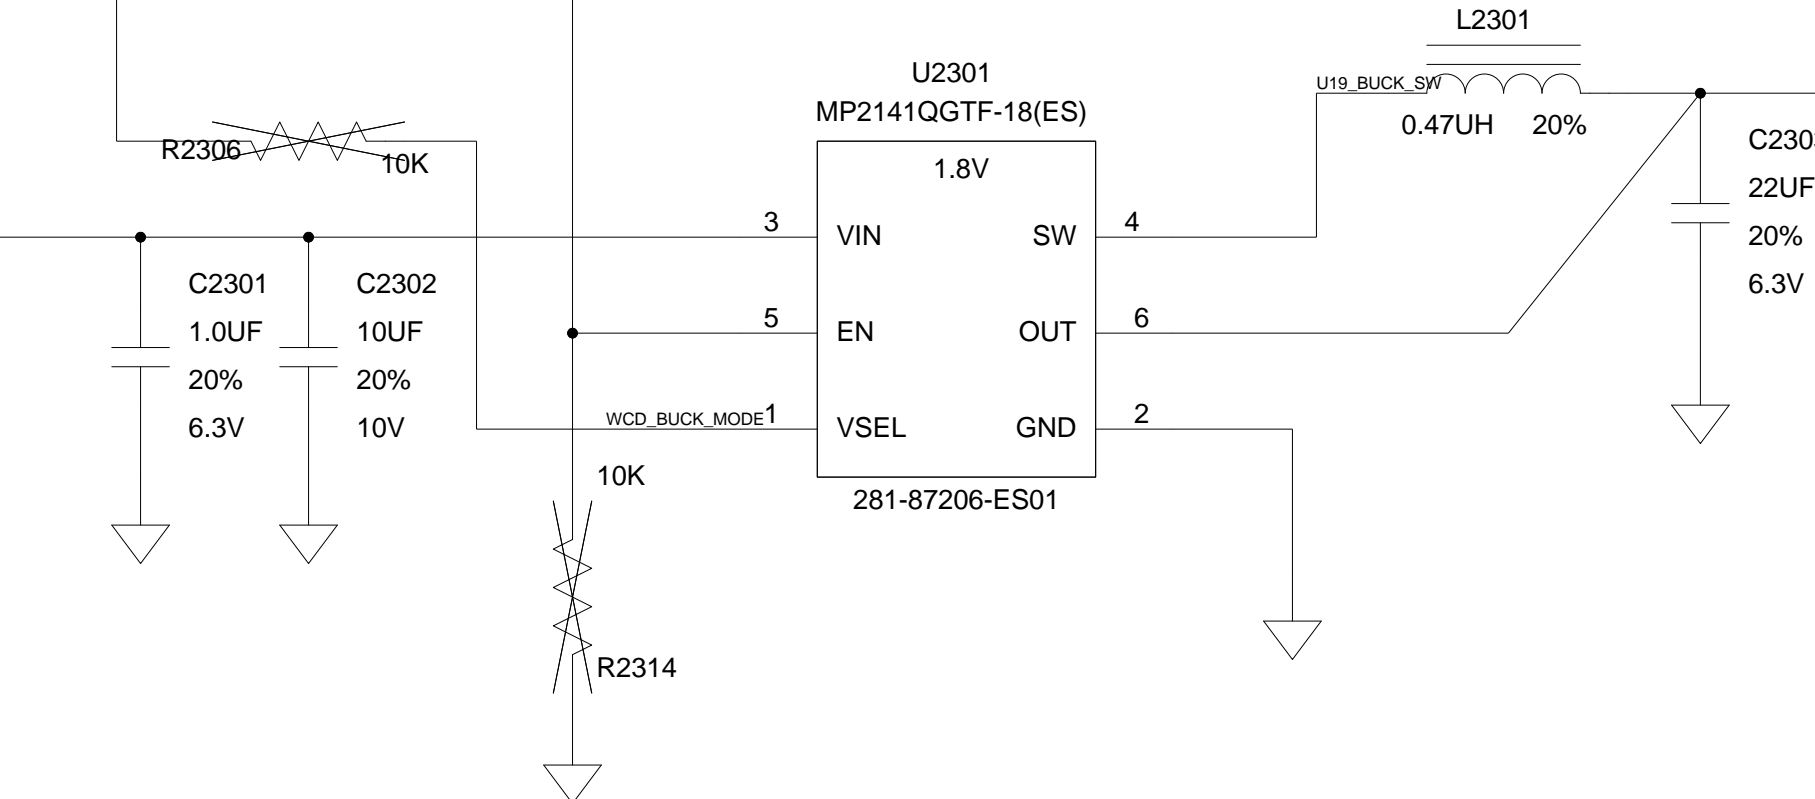 L2301
U2301
U19_BUCK_SW
MP2141QGTF-18(ES)
0.47UH 20%
R2306
10K
1.8V
22UF
3 VIN SW 4
20%
C2301 C2302
6.3V
1.0UF 10UF
5 EN OUT 6
20% 20%
6.3V 10V
WCD_BUCK_MODE 1 VSEL GND 2
10K
281-87206-ES01
R2314